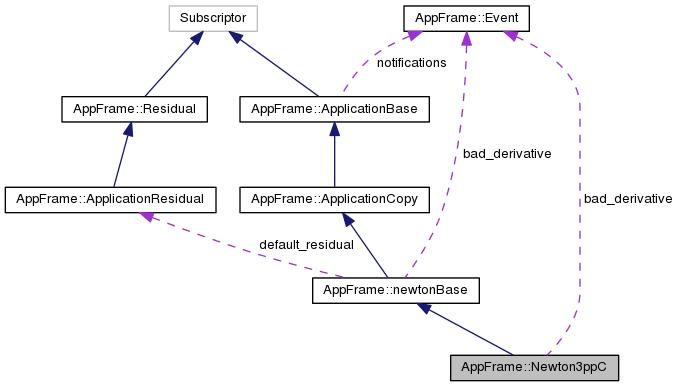 Subscriptor
AppFrame::Event
notifications
AppFrame::Residual
AppFrame::ApplicationBase
bad_derivative
AppFrame::ApplicationResidual
AppFrame::ApplicationCopy
bad_derivative
default_residual
AppFrame::newtonBase
AppFrame::Newton3ppC